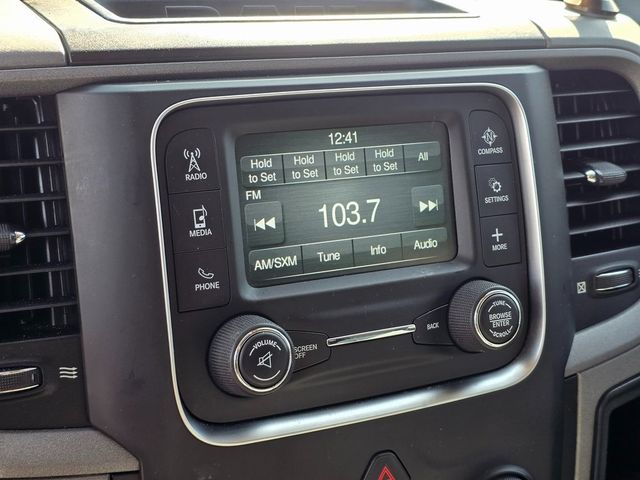 12:41
Hold to Set Hold to Set Hold to Set Hold to Set All
FM
103.7
AM/SXM Tune Info Audio
RADIO
MEDIA
PHONE
N
COMPASS
SETTINGS
MORE
VOLUME
SCREEN OFF
BACK
TUNE
BROWSE
ENTER
SCROLL